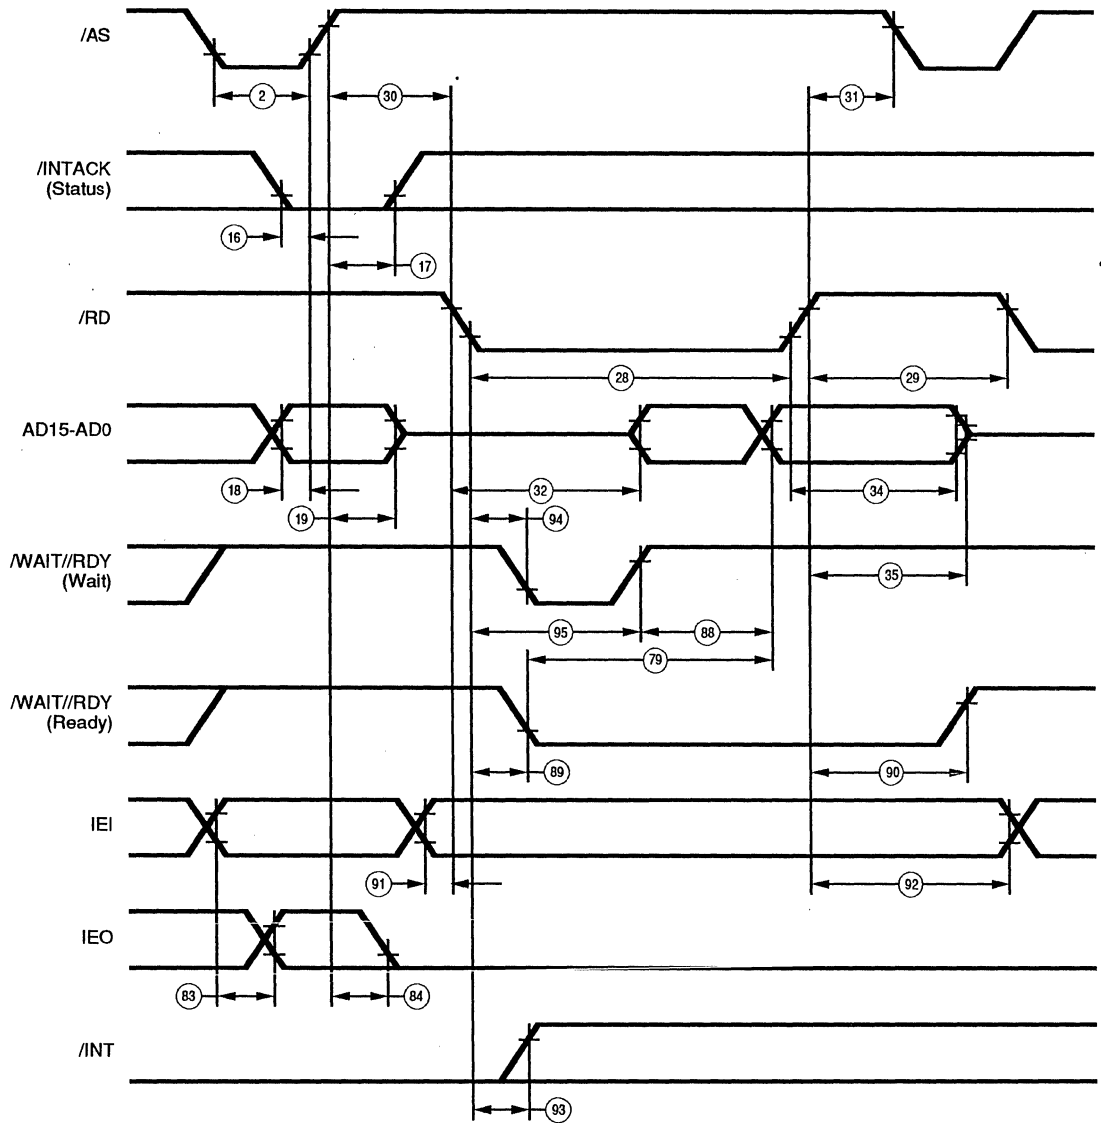 /AS
2
30
31
/INTACK
(Status)
16
17
/RD
28
29
AD15-AD0
18
32
34
19
94
/WAIT//RDY
(Wait)
35
95
88
79
/WAIT//RDY
(Ready)
89
90
IEI
91
92
IEO
83
84
/INT
93